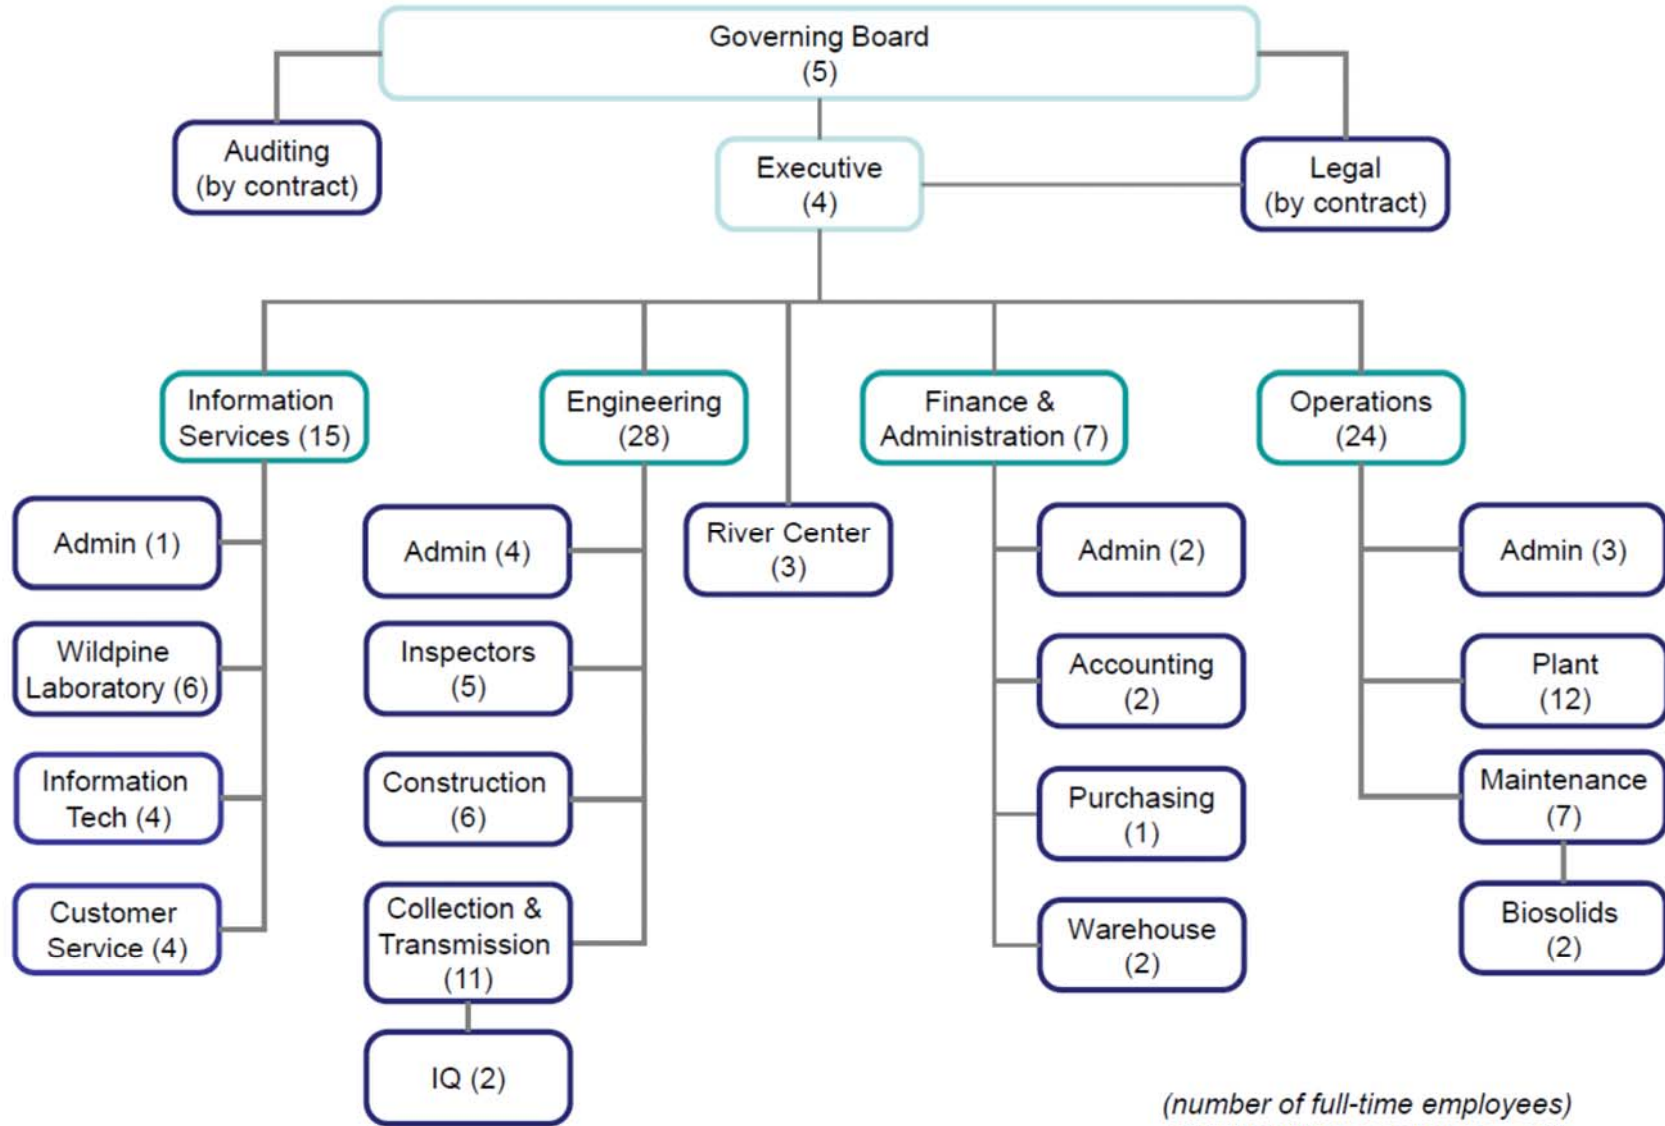 Governing Board
(5)
Auditing
(by contract)
Executive
(4)
Legal
(by contract)
Information
Services (15)
Engineering
(28)
Finance &
Administration (7)
Operations
(24)
Admin (1)
Wildpine
Laboratory (6)
Information
Tech (4)
Customer
Service (4)
Admin (4)
Inspectors
(5)
Construction
(6)
Collection &
Transmission
(11)
IQ (2)
River Center
(3)
Admin (2)
Accounting
(2)
Purchasing
(1)
Warehouse
(2)
Admin (3)
Plant
(12)
Maintenance
(7)
Biosolids
(2)
(number of full-time employees)